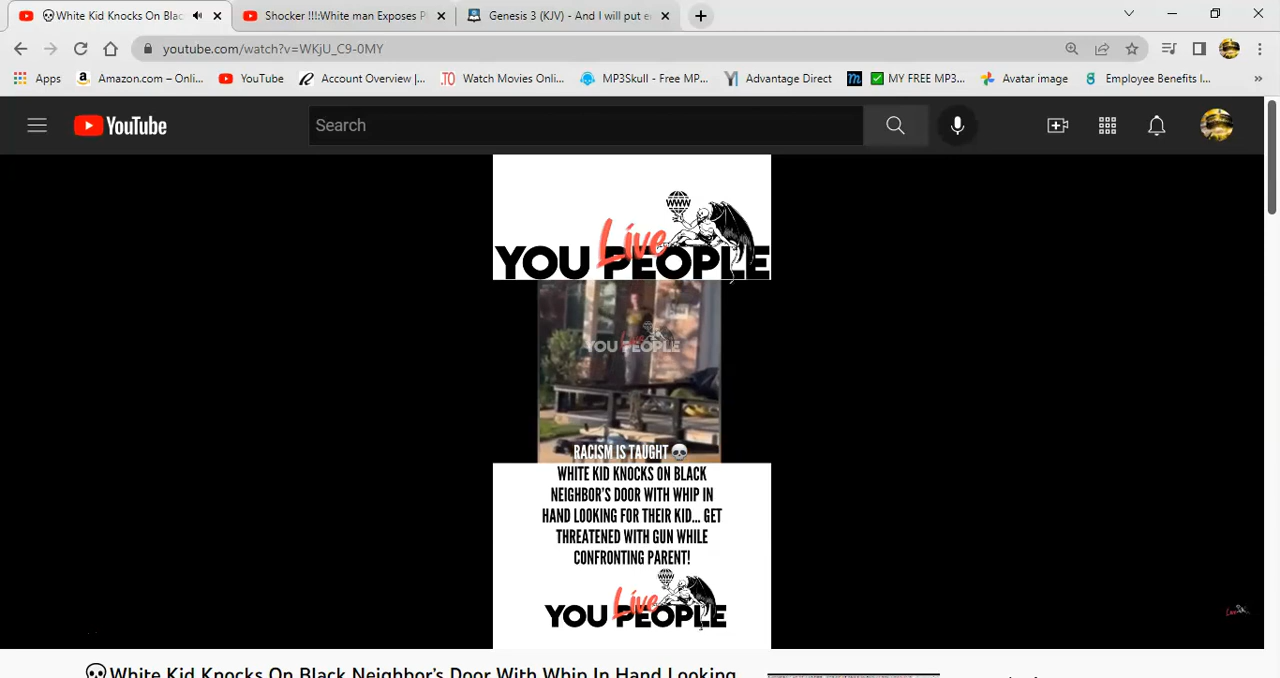 💀White Kid Knocks On Blac
Shocker !!!:White man Exposes P
Genesis 3 (KJV) - And I will put e
youtube.com/watch?v=WKjU_C9-0MY
Apps
Amazon.com – Onli...
YouTube
Account Overview |...
Watch Movies Onli...
MP3Skull - Free MP...
Advantage Direct
MY FREE MP3...
Avatar image
Employee Benefits I...
YouTube
Search
WWW
Live
YOU PEOPLE
Live
YOU PEOPLE
RACISM IS TAUGHT 💀
WHITE KID KNOCKS ON BLACK
NEIGHBOR'S DOOR WITH WHIP IN
HAND LOOKING FOR THEIR KID... GET
THREATENED WITH GUN WHILE
CONFRONTING PARENT!
WWW
Live
YOU PEOPLE
Live
💀White Kid Knocks On Black Neighbor's Door With Whip In Hand Looking